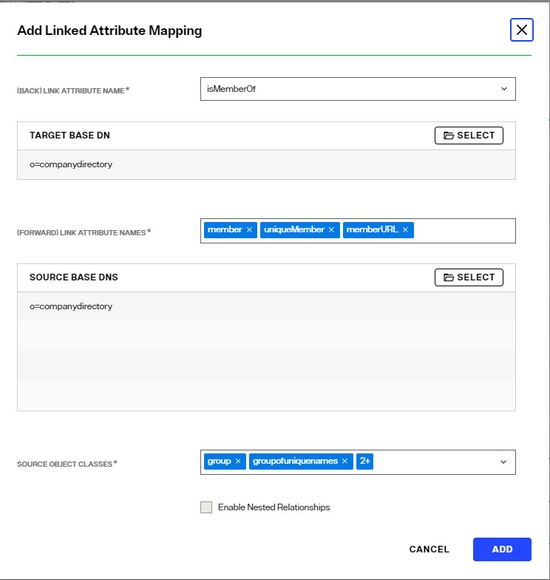 Add Linked Attribute Mapping
(BACK) LINK ATTRIBUTE NAME*
isMemberOf
TARGET BASE DN
SELECT
o=companydirectory
(FORWARD) LINK ATTRIBUTE NAMES*
member × uniqueMember × memberURL ×
SOURCE BASE DNS
SELECT
o=companydirectory
SOURCE OBJECT CLASSES*
group × groupofuniquenames × 2+
Enable Nested Relationships
CANCEL
ADD